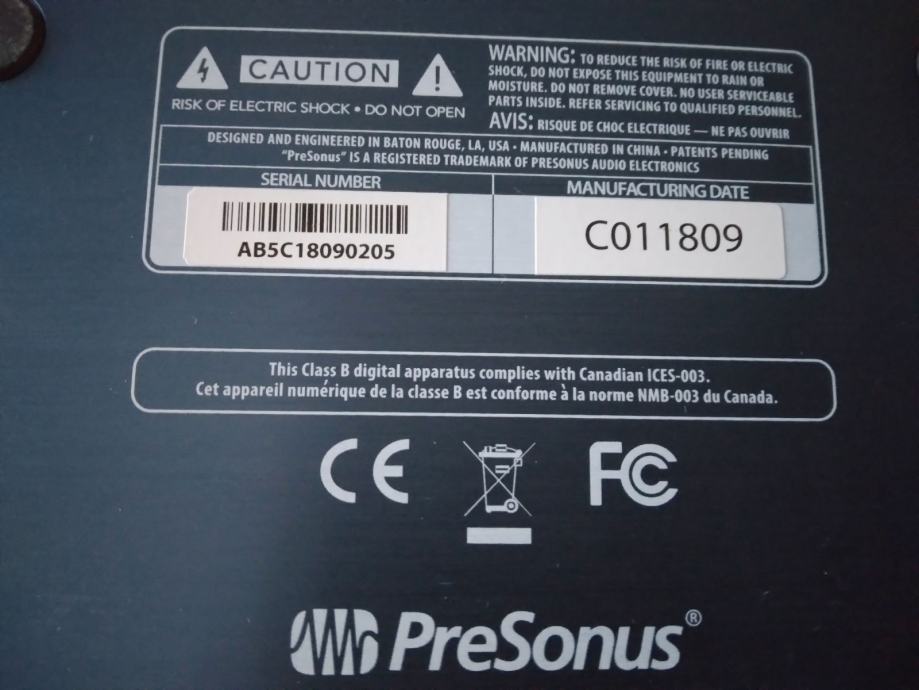 CAUTION
RISK OF ELECTRIC SHOCK • DO NOT OPEN
WARNING: TO REDUCE THE RISK OF FIRE OR ELECTRIC
SHOCK, DO NOT EXPOSE THIS EQUIPMENT TO RAIN OR
MOISTURE. DO NOT REMOVE COVER. NO USER SERVICEABLE
PARTS INSIDE. REFER SERVICING TO QUALIFIED PERSONNEL.
AVIS: RISQUE DE CHOC ELECTRIQUE — NE PAS OUVRIR
DESIGNED AND ENGINEERED IN BATON ROUGE, LA, USA • MANUFACTURED IN CHINA • PATENTS PENDING
"PreSonus" IS A REGISTERED TRADEMARK OF PRESONUS AUDIO ELECTRONICS
SERIAL NUMBER
AB5C18090205
MANUFACTURING DATE
C011809
This Class B digital apparatus complies with Canadian ICES-003.
Cet appareil numérique de la classe B est conforme à la norme NMB-003 du Canada.
CE
FC
PreSonus®